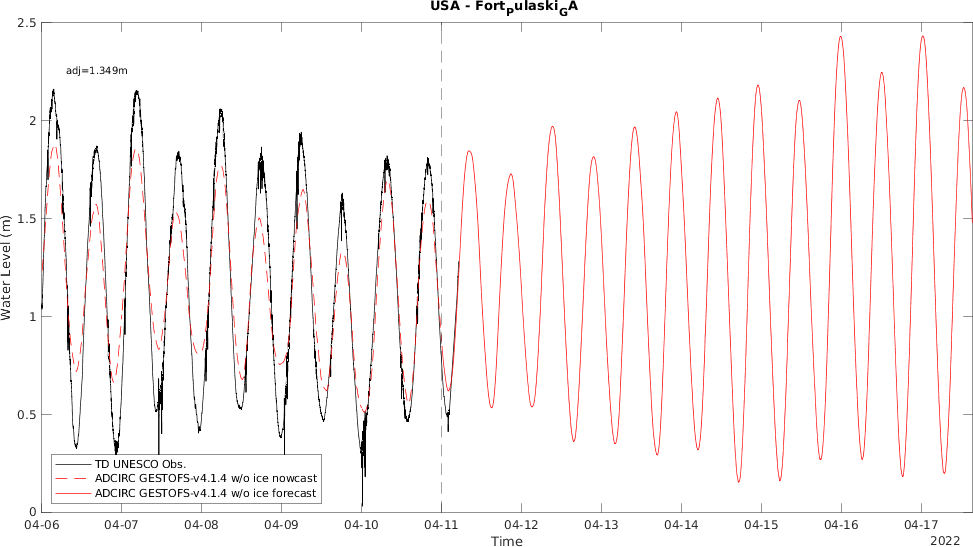 USA - FortPulaskiGA
adj=1.349m
2.5
2
1.5
1
0.5
0
Water Level (m)
TD UNESCO Obs.
ADCIRC GESTOFS-v4.1.4 w/o ice nowcast
ADCIRC GESTOFS-v4.1.4 w/o ice forecast
04-06 04-07 04-08 04-09 04-10 04-11 04-12 04-13 04-14 04-15 04-16 04-17
Time
2022